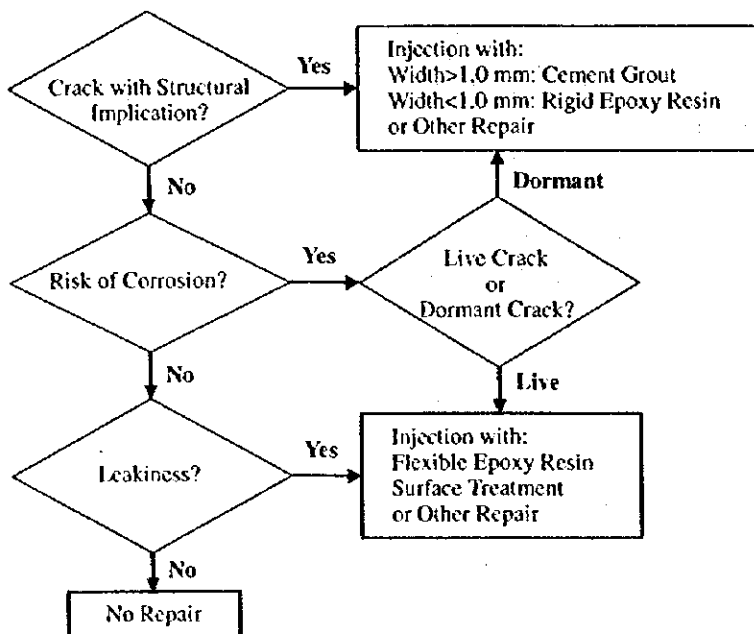 Crack with Structural
Implication?
Yes
Injection with:
Width>1.0 mm: Cement Grout
Width<1.0 mm: Rigid Epoxy Resin
or Other Repair
No
Dormant
Risk of Corrosion?
Yes
Live Crack
or
Dormant Crack?
No
Live
Leakiness?
Yes
Injection with:
Flexible Epoxy Resin
Surface Treatment
or Other Repair
No
No Repair